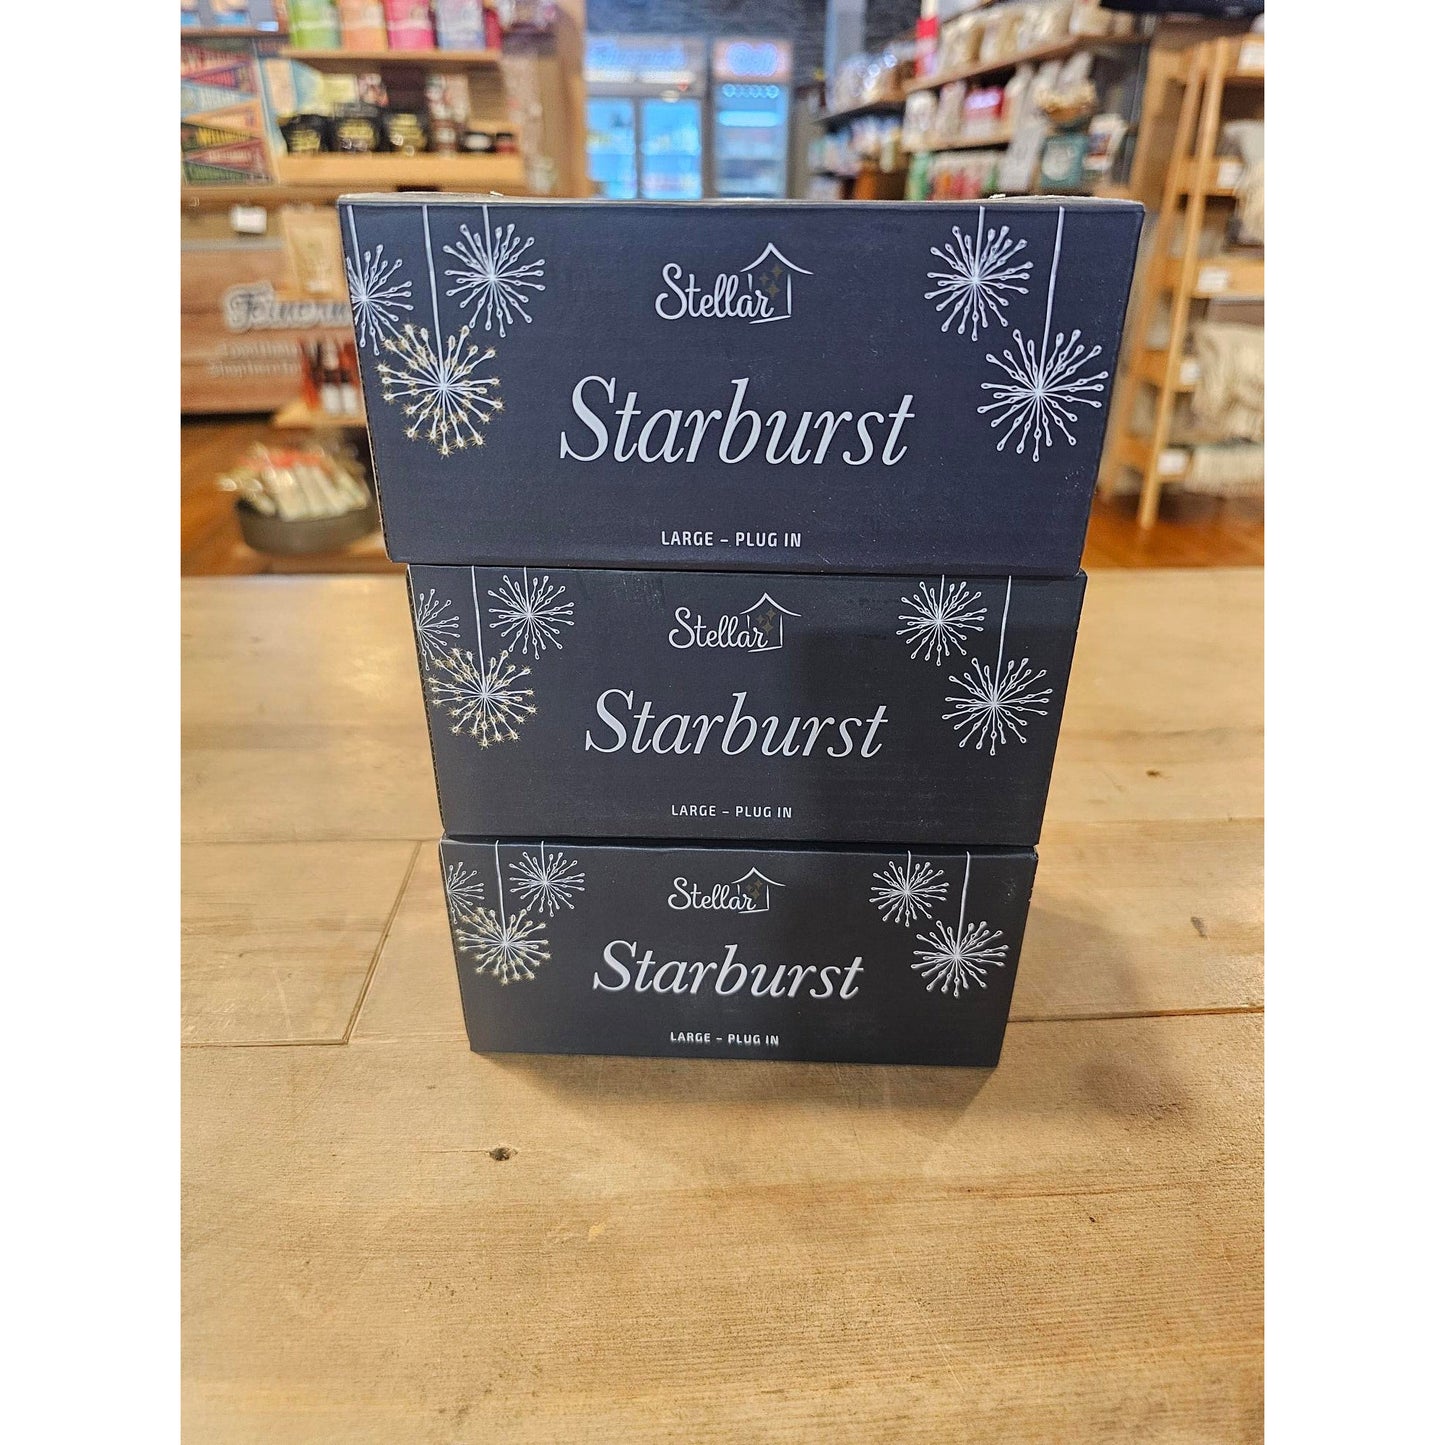 Stellar
Starburst
LARGE – PLUG IN
Stellar
Starburst
LARGE – PLUG IN
Stellar
Starburst
LARGE – PLUG IN